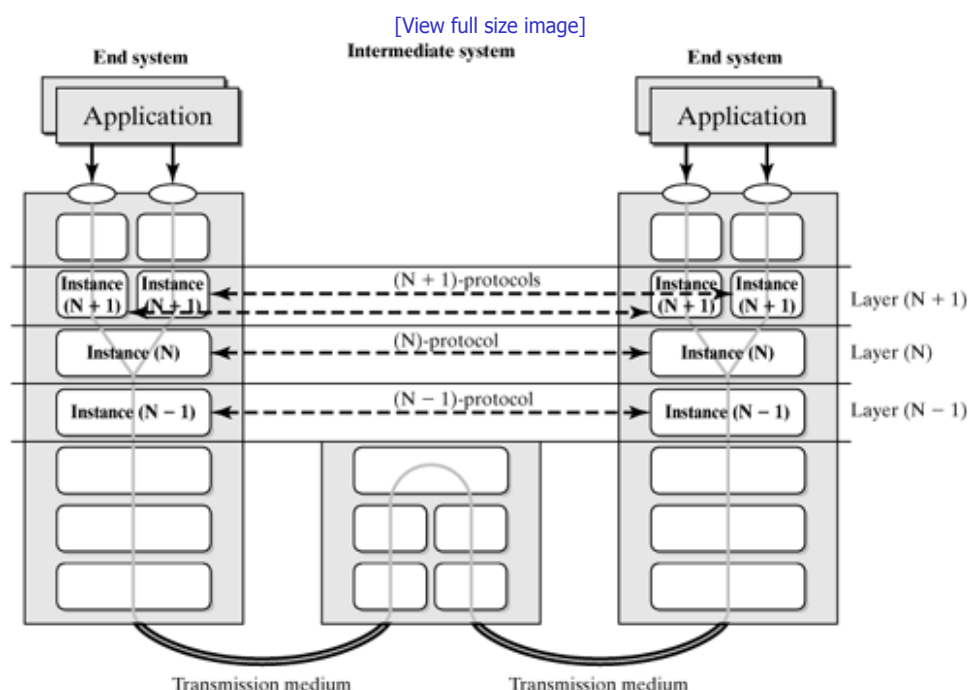 [View full size image]
End system
Intermediate system
End system
Application
Application
Instance
(N + 1)
Instance
(N + 1)
(N + 1)-protocols
Instance
(N + 1)
Instance
(N + 1)
Layer (N + 1)
Instance (N)
(N)-protocol
Instance (N)
Layer (N)
Instance (N − 1)
(N − 1)-protocol
Instance (N − 1)
Layer (N − 1)
Transmission medium
Transmission medium